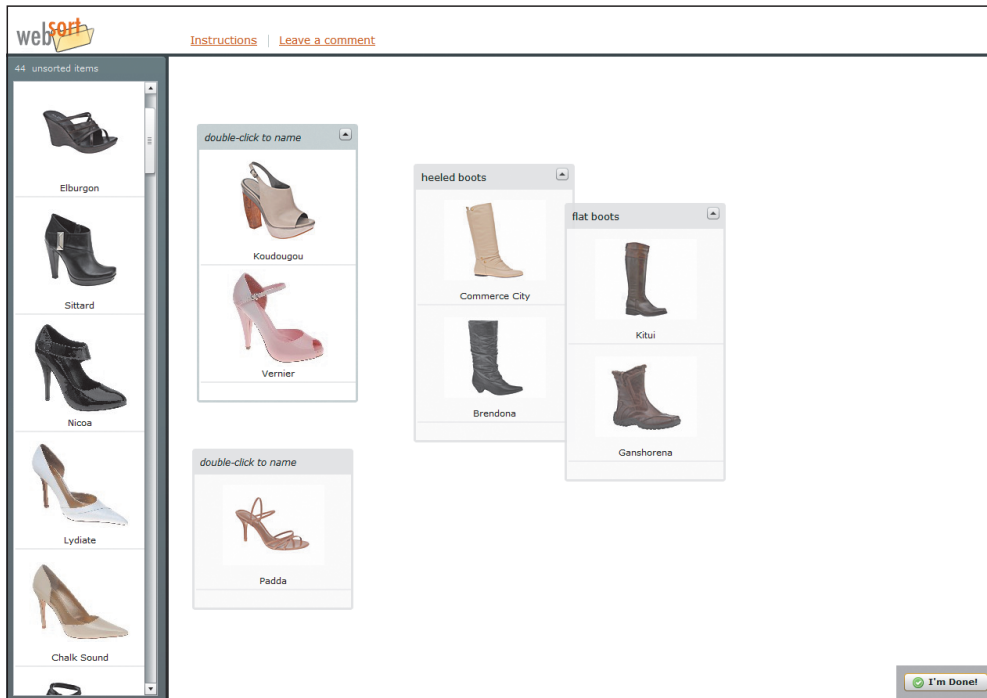 websort
Instructions | Leave a comment
44 unsorted items
Elburgon
Sittard
Nicoa
Lydiate
Chalk Sound
double-click to name
Koudougou
Vernier
double-click to name
Padda
heeled boots
Commerce City
Brendona
flat boots
Kitui
Ganshorena
I'm Done!